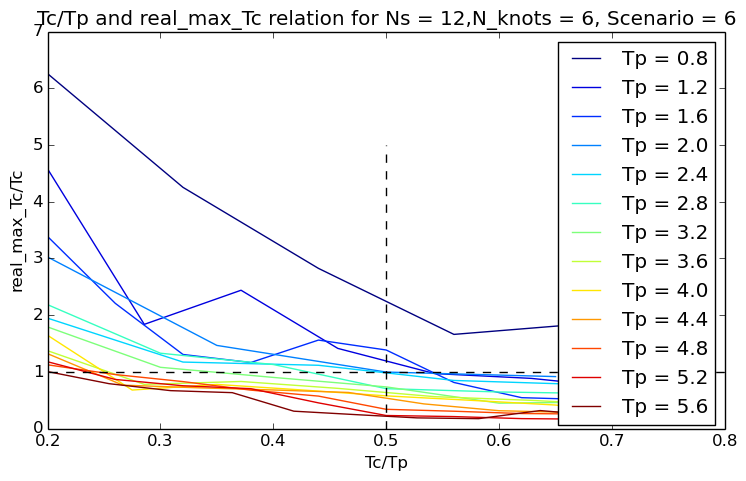 Tc/Tp and real_max_Tc relation for Ns = 12,N_knots = 6, Scenario = 6
7
6
5
4
3
2
1
0
real_max_Tc/Tc
Tp = 0.8
Tp = 1.2
Tp = 1.6
Tp = 2.0
Tp = 2.4
Tp = 2.8
Tp = 3.2
Tp = 3.6
Tp = 4.0
Tp = 4.4
Tp = 4.8
Tp = 5.2
Tp = 5.6
0.2 0.3 0.4 0.5 0.6 0.7 0.8
Tc/Tp